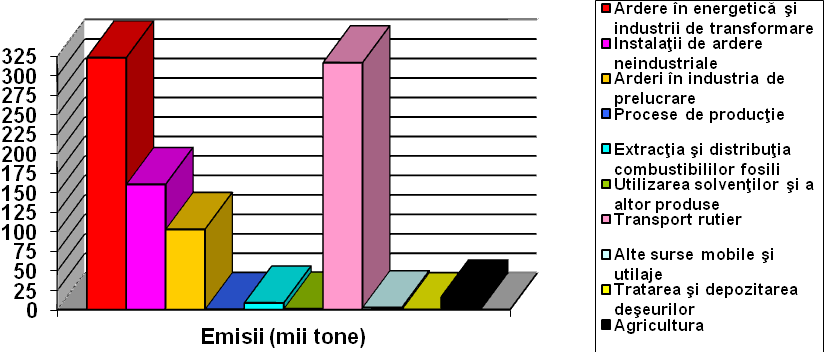 325
300
275
250
225
200
175
150
125
100
75
50
25
0
Emisii (mii tone)
Ardere în energetică şi
industrii de transformare
Instalaţii de ardere
neindustriale
Arderi în industria de
prelucrare
Procese de producţie
Extracţia şi distribuţia
combustibililor fosili
Utilizarea solvenţilor şi a
altor produse
Transport rutier
Alte surse mobile şi
utilaje
Tratarea şi depozitarea
deşeurilor
Agricultura